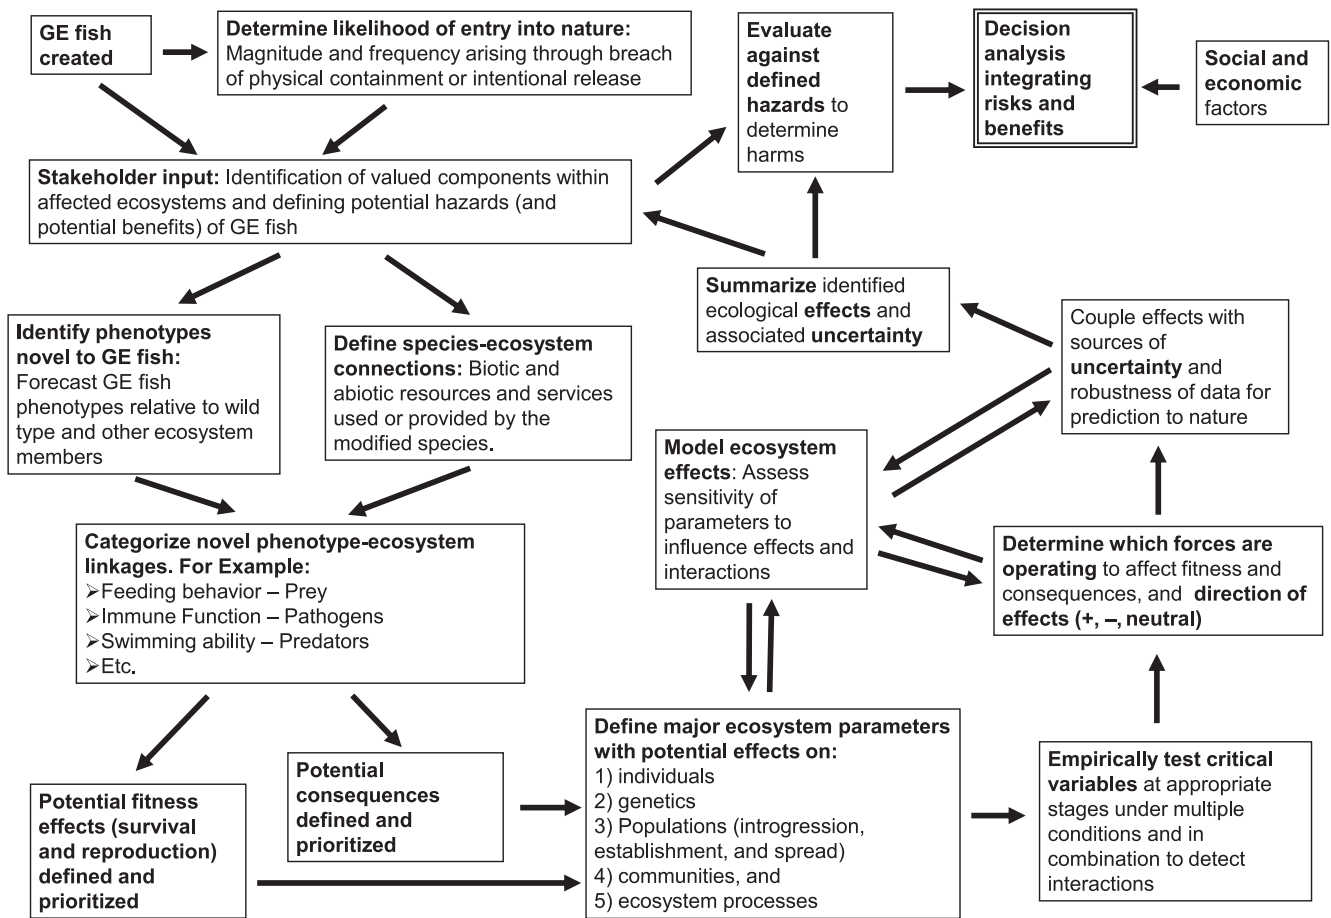 GE fish
created
Determine likelihood of entry into nature:
Magnitude and frequency arising through breach
of physical containment or intentional release
Evaluate
against
defined
hazards to
determine
harms
Decision
analysis
integrating
risks and
benefits
Social and
economic
factors
Stakeholder input: Identification of valued components within
affected ecosystems and defining potential hazards (and
potential benefits) of GE fish
Summarize identified
ecological effects and
associated uncertainty
Identify phenotypes
novel to GE fish:
Forecast GE fish
phenotypes relative to wild
type and other ecosystem
members
Define species-ecosystem
connections: Biotic and
abiotic resources and services
used or provided by the
modified species.
Couple effects with
sources of
uncertainty and
robustness of data for
prediction to nature
Model ecosystem
effects: Assess
sensitivity of
parameters to
influence effects and
interactions
Categorize novel phenotype-ecosystem
linkages. For Example:
➢Feeding behavior – Prey
➢Immune Function – Pathogens
➢Swimming ability – Predators
➢Etc.
Determine which forces are
operating to affect fitness and
consequences, and direction of
effects (+, –, neutral)
Potential fitness
effects (survival
and reproduction)
defined and
prioritized
Potential
consequences
defined and
prioritized
Define major ecosystem parameters
with potential effects on:
1) individuals
2) genetics
3) Populations (introgression,
establishment, and spread)
4) communities, and
5) ecosystem processes
Empirically test critical
variables at appropriate
stages under multiple
conditions and in
combination to detect
interactions